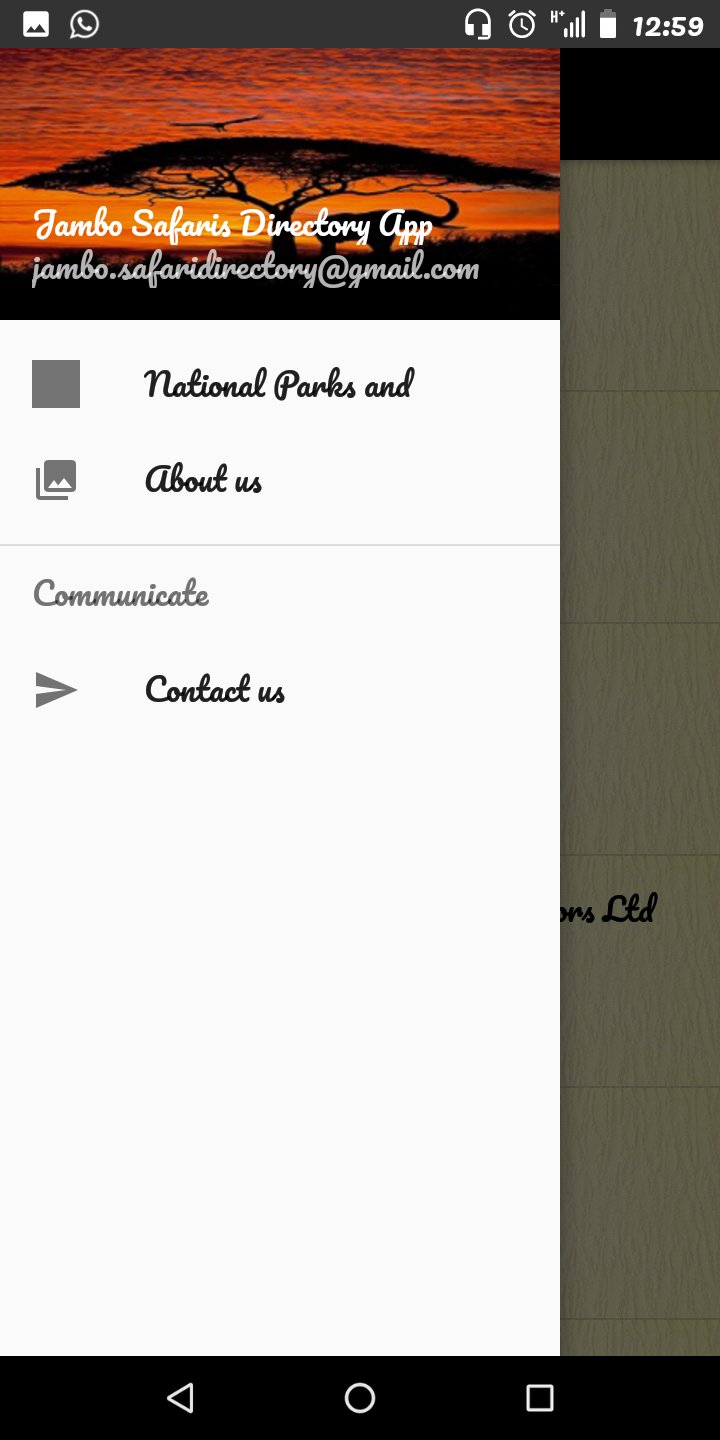 H+
12:59
Jambo Safaris Directory App
jambo.safaridirectory@gmail.com
National Parks and
About us
Communicate
Contact us
ors Ltd